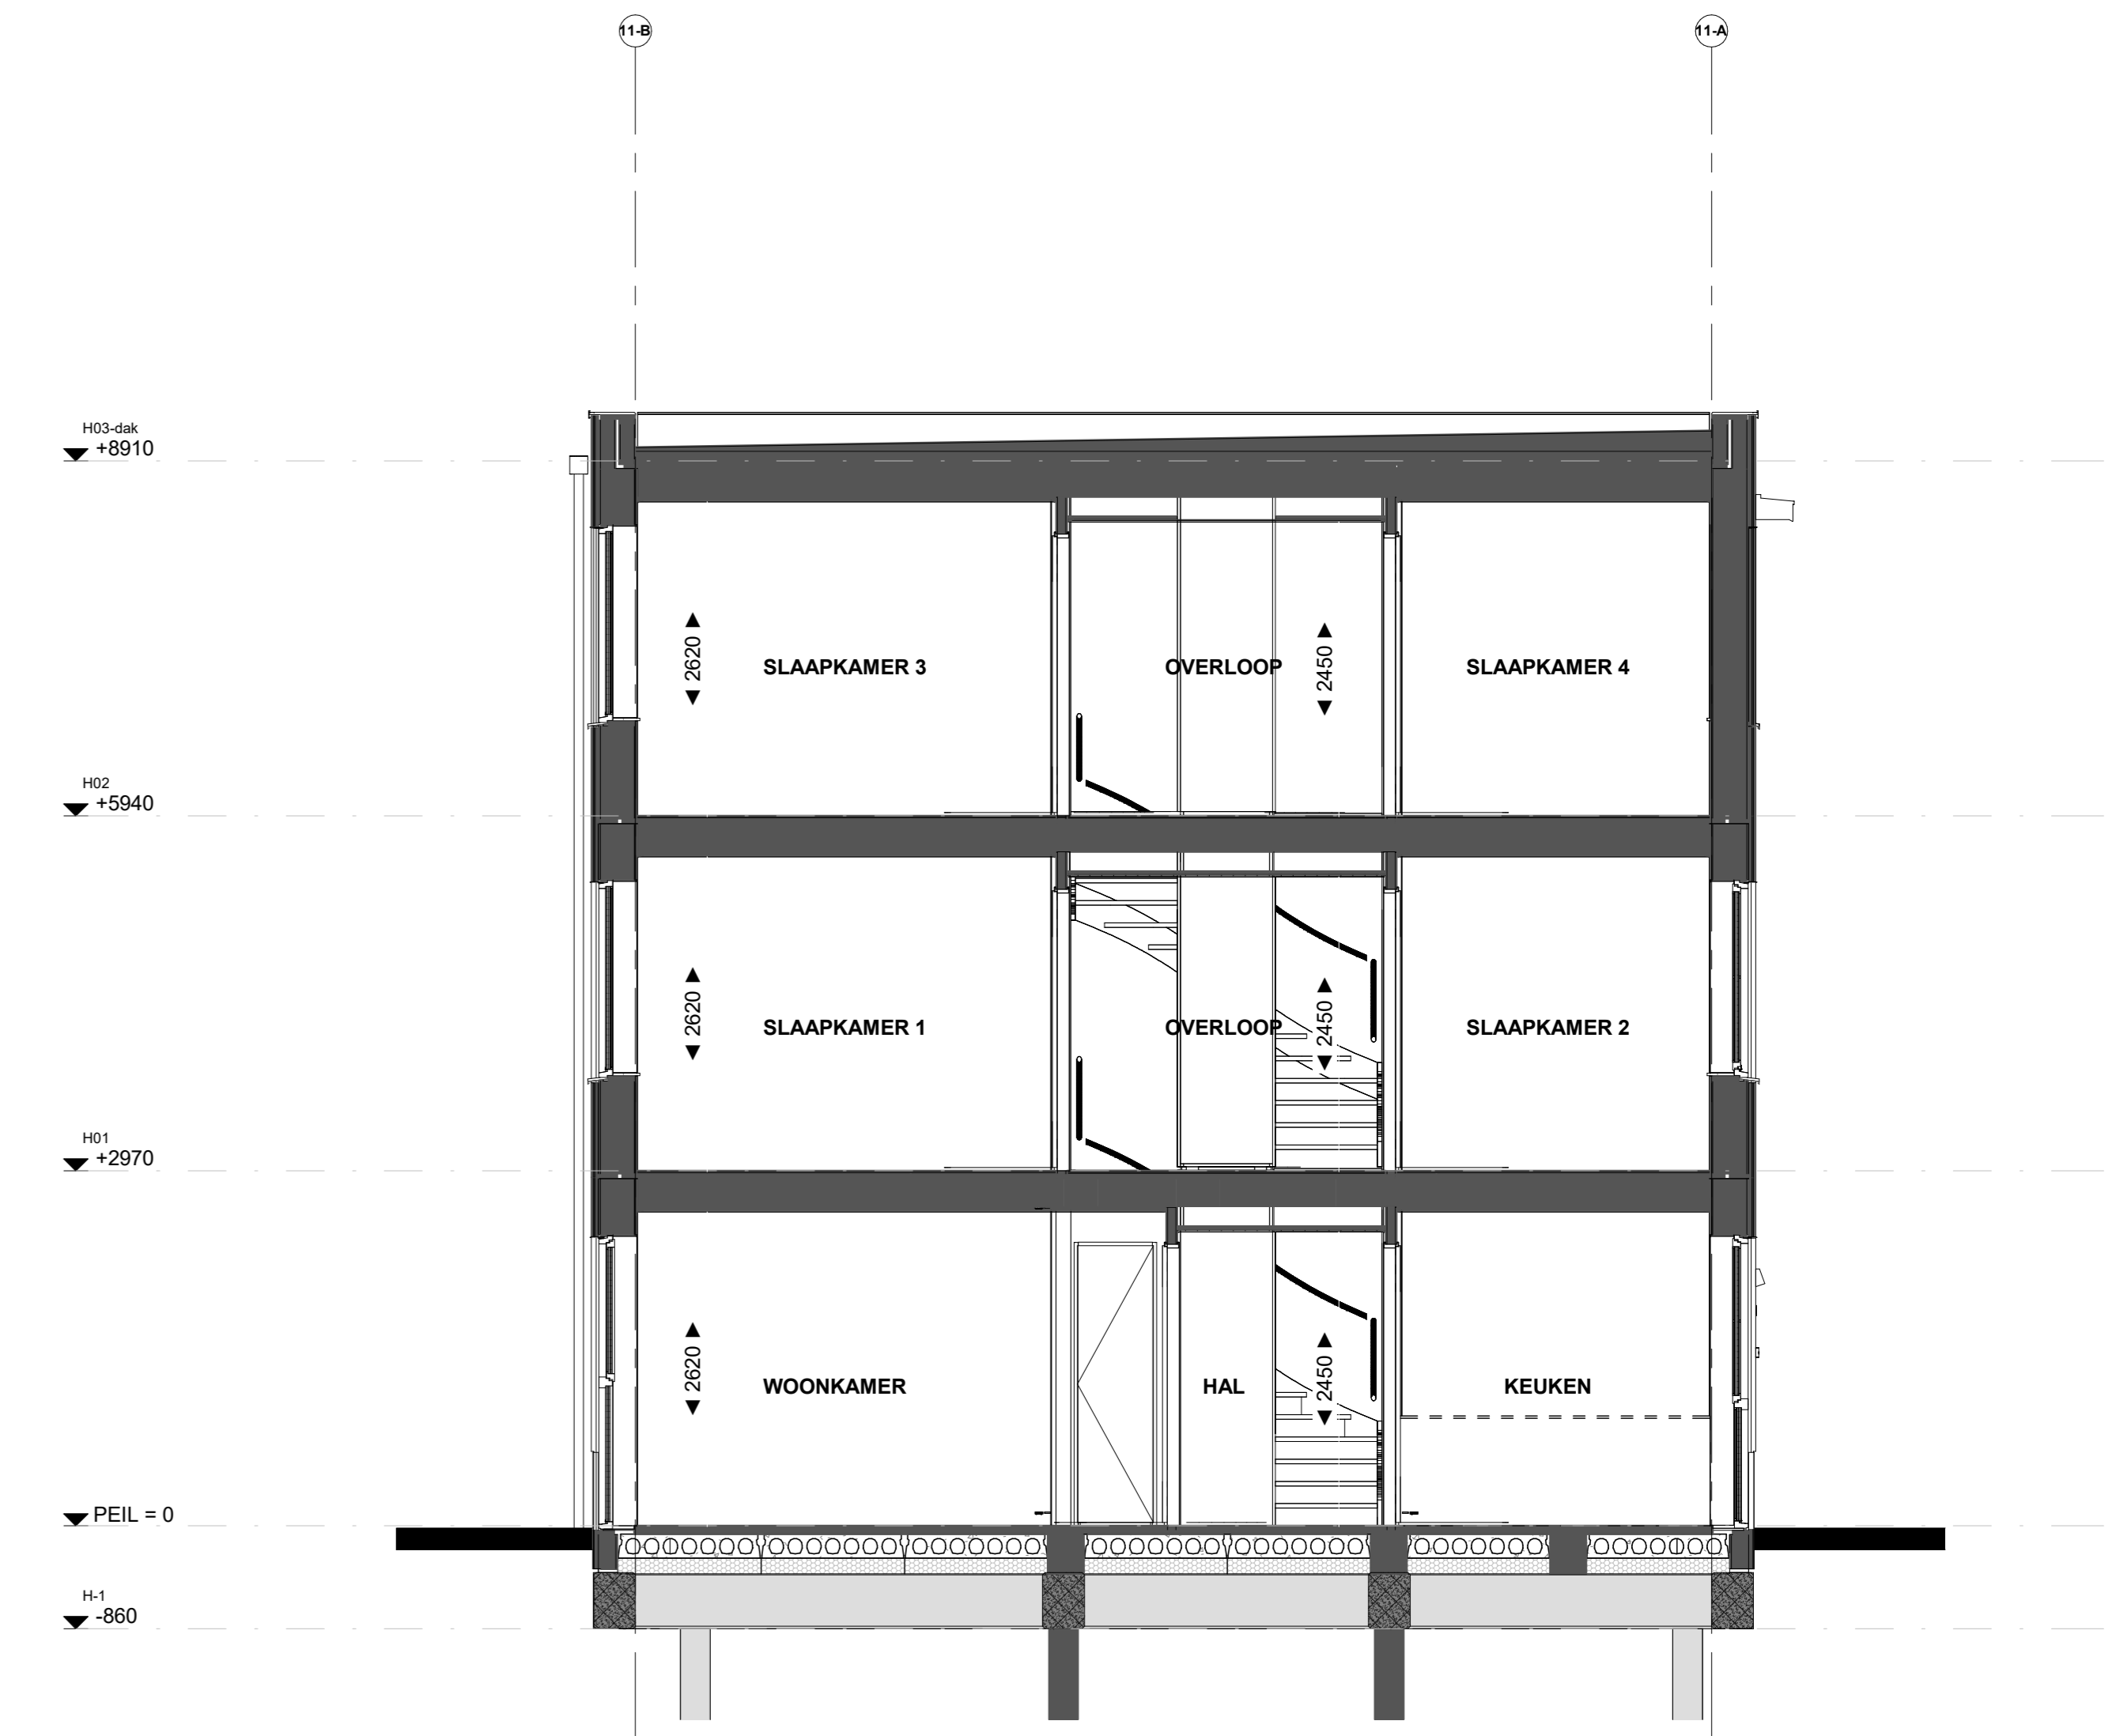 11-B
11-A
H03-dak
+8910
2620
SLAAPKAMER 3
OVERLOOP
2450
SLAAPKAMER 4
H02
+5940
2620
SLAAPKAMER 1
OVERLOOP
2450
SLAAPKAMER 2
H01
+2970
2620
WOONKAMER
HAL
2450
KEUKEN
PEIL = 0
H-1
-860